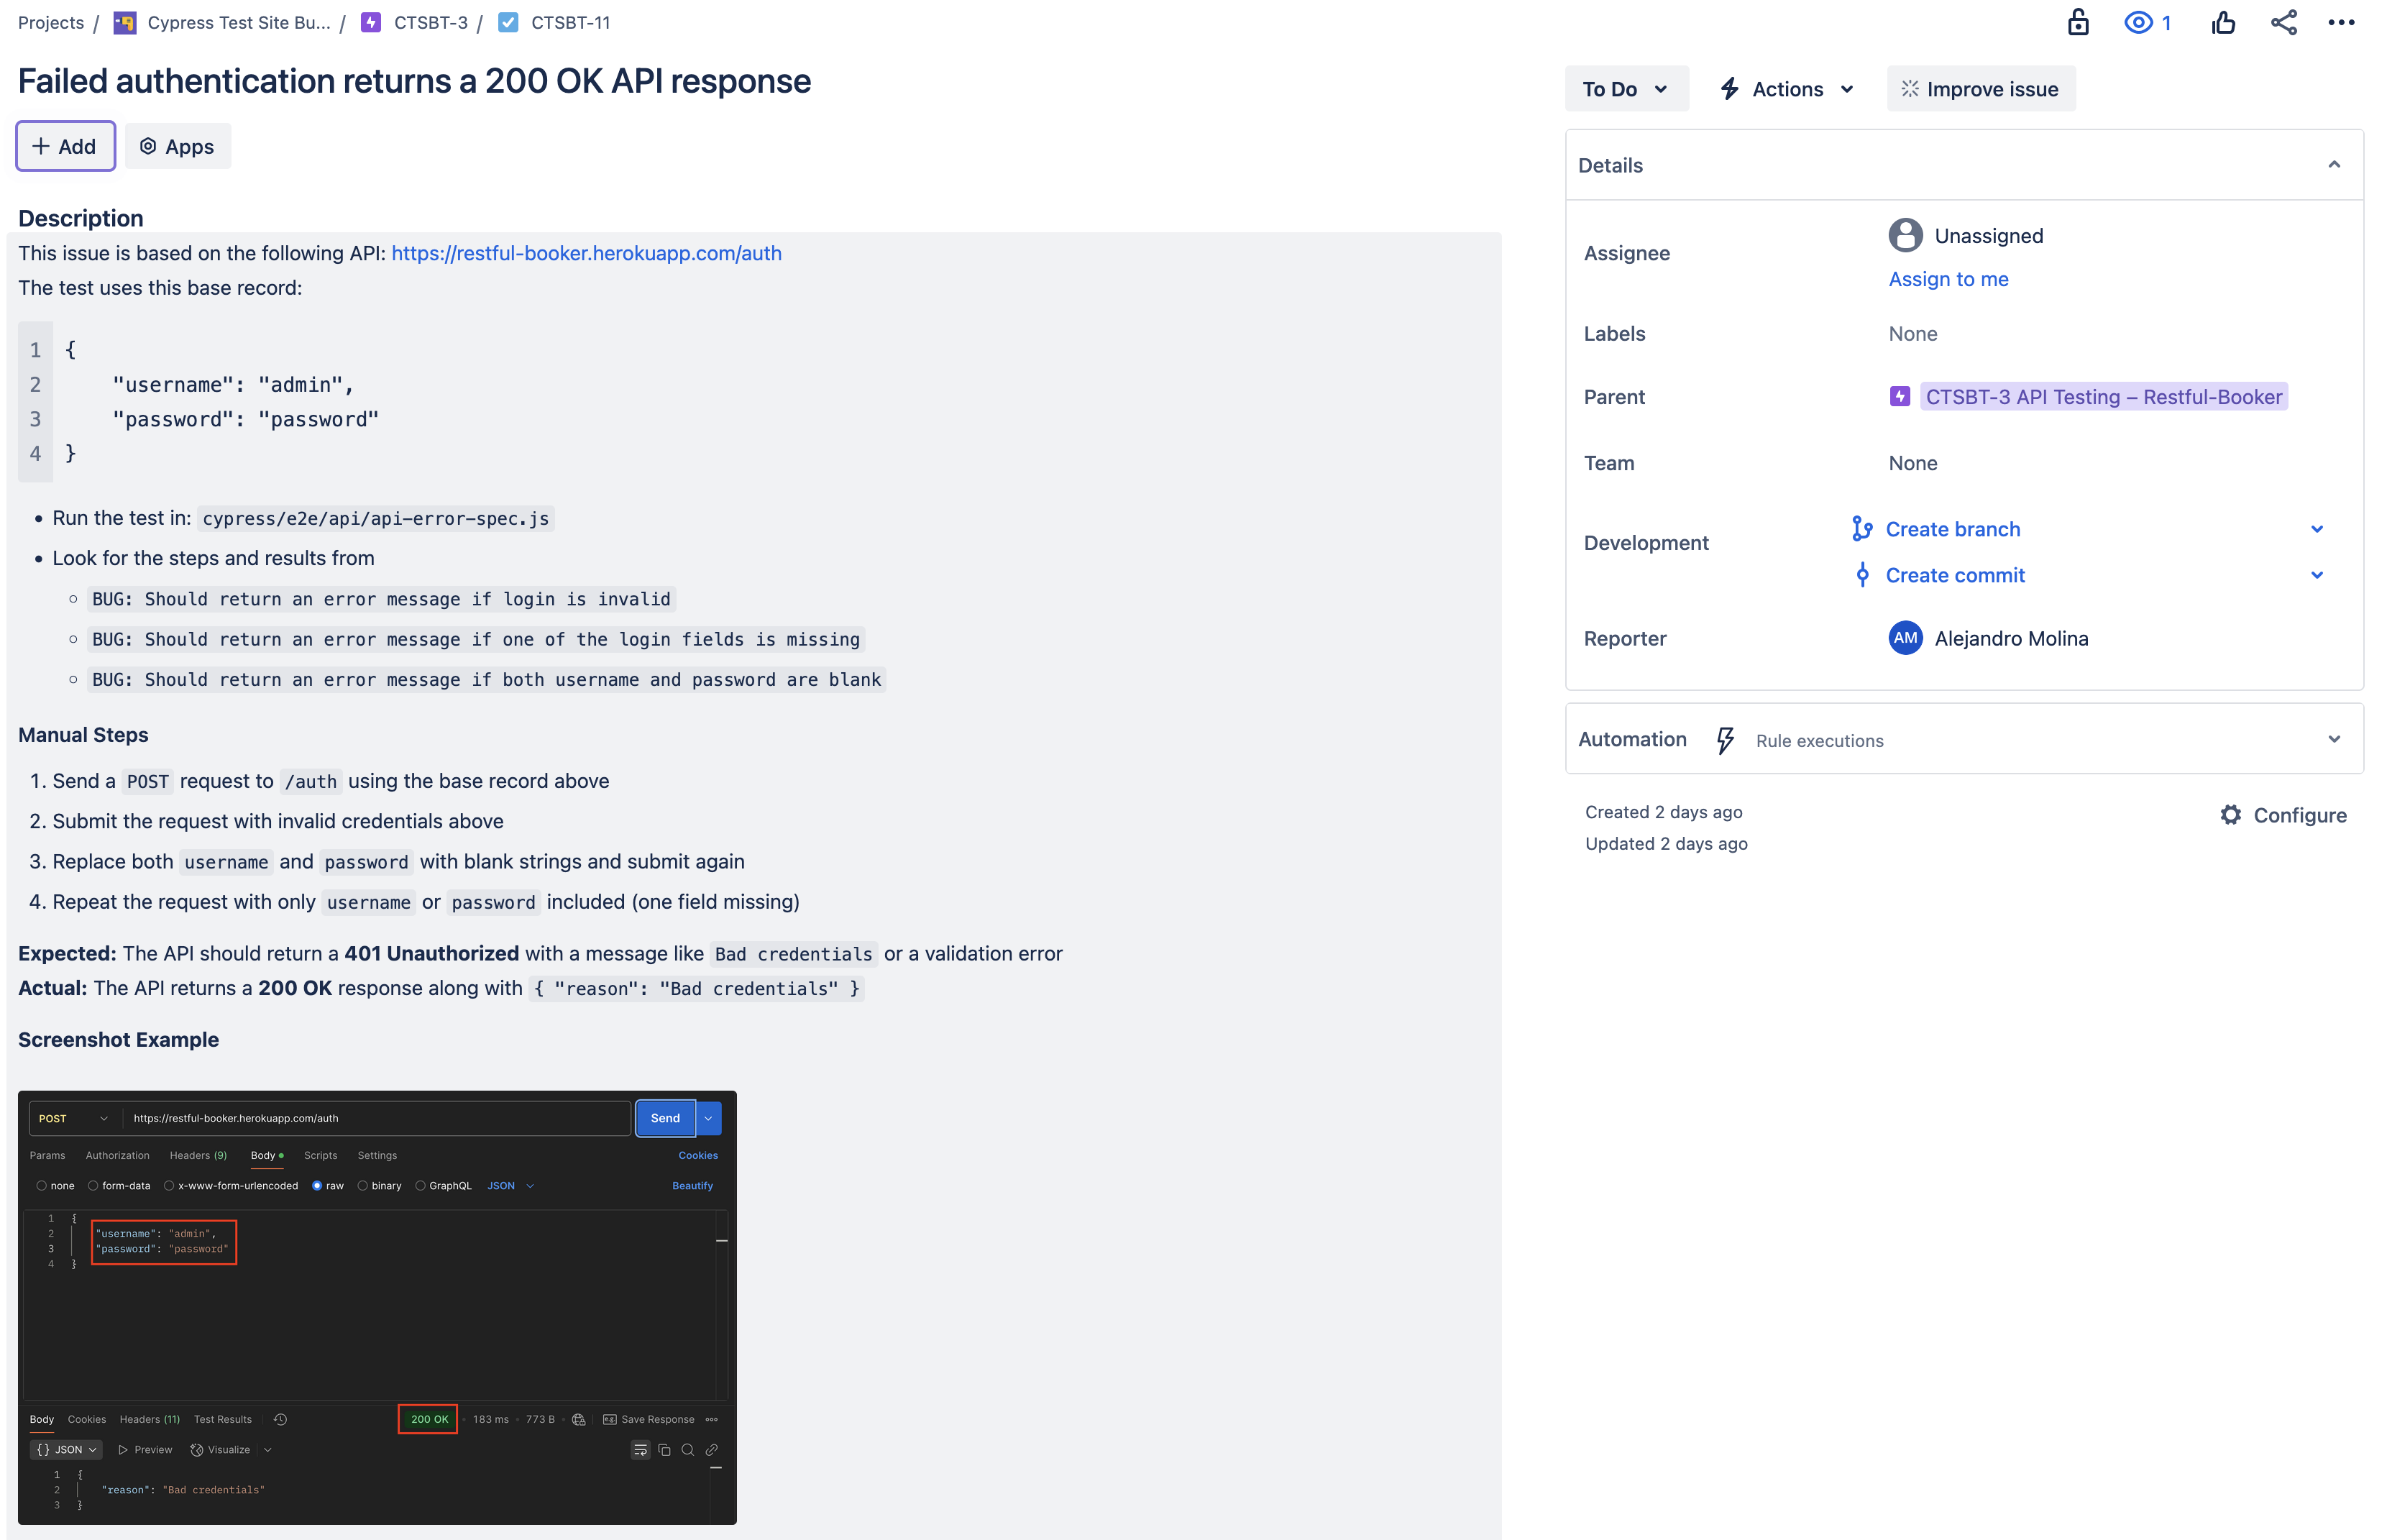 Projects / Cypress Test Site Bu... / CTSBT-3 / CTSBT-11
1
Failed authentication returns a 200 OK API response
To Do
Actions
Improve issue
Add
Apps
Description
This issue is based on the following API: https://restful-booker.herokuapp.com/auth
The test uses this base record:
1 {
2 "username": "admin",
3 "password": "password"
4 }
Run the test in: cypress/e2e/api/api-error-spec.js
Look for the steps and results from
BUG: Should return an error message if login is invalid
BUG: Should return an error message if one of the login fields is missing
BUG: Should return an error message if both username and password are blank
Manual Steps
1. Send a POST request to /auth using the base record above
2. Submit the request with invalid credentials above
3. Replace both username and password with blank strings and submit again
4. Repeat the request with only username or password included (one field missing)
Expected: The API should return a 401 Unauthorized with a message like Bad credentials or a validation error
Actual: The API returns a 200 OK response along with { "reason": "Bad credentials" }
Screenshot Example
POST https://restful-booker.herokuapp.com/auth Send
Params Authorization Headers (9) Body Scripts Settings Cookies
none form-data x-www-form-urlencoded raw binary GraphQL JSON Beautify
1 {
2 "username": "admin",
3 "password": "password"
4 }
Body Cookies Headers (11) Test Results 200 OK 183 ms 773 B e.g. Save Response
{} JSON Preview Visualize
1 {
2 "reason": "Bad credentials"
3 }
Details
Assignee Unassigned
Assign to me
Labels None
Parent CTSBT-3 API Testing – Restful-Booker
Team None
Development Create branch
Create commit
Reporter AM Alejandro Molina
Automation Rule executions
Created 2 days ago
Configure
Updated 2 days ago